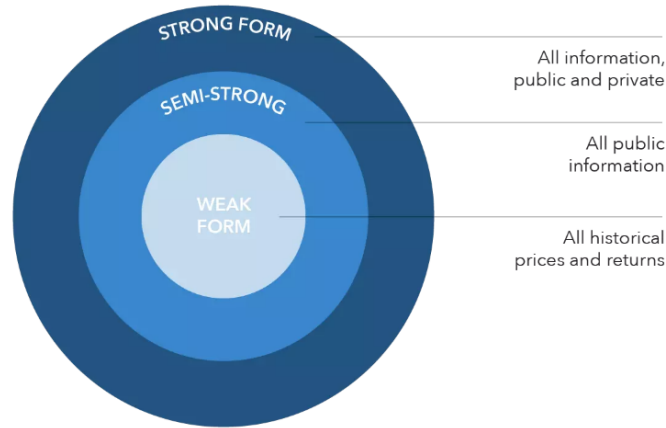 STRONG FORM
All information,
public and private
SEMI-STRONG
All public
information
WEAK
FORM
All historical
prices and returns